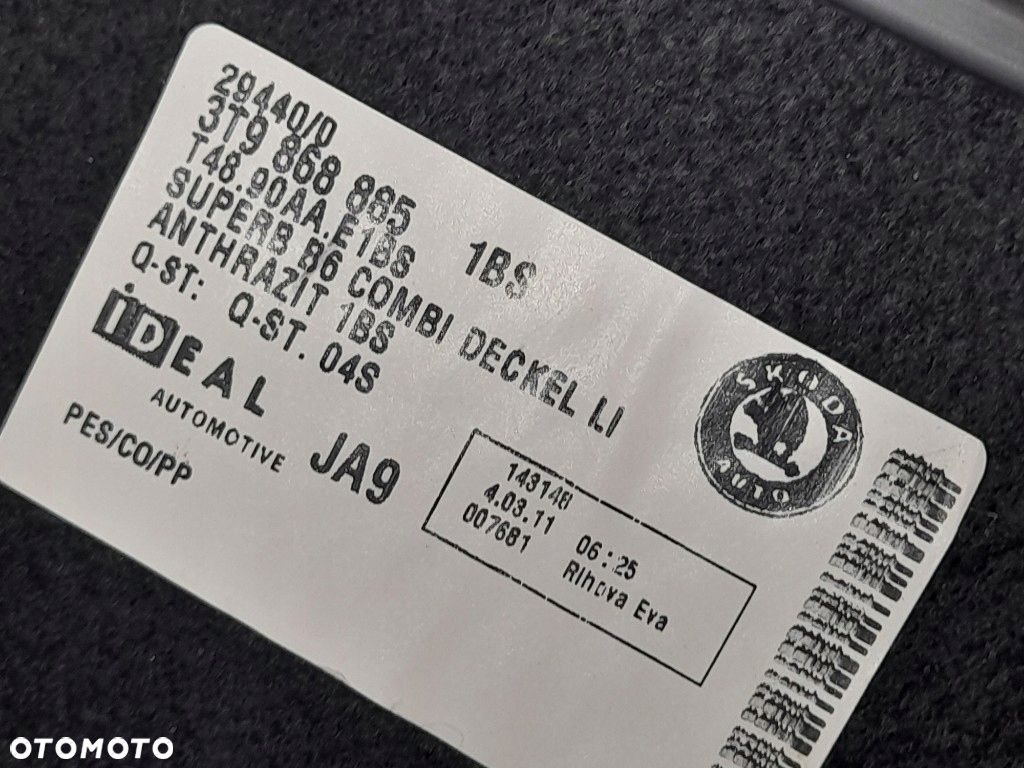 29440/0
3T9 868 885 1BS
T48.90AA.E1BS
SUPERB B6 COMBI DECKEL LI
ANTHRAZIT 1BS
Q-ST: Q-ST. 04S
IDEAL
AUTOMOTIVE
JA9
PES/CO/PP
143148
4.03.11 06:25
007681 Rihova Eva
SKODA
AUTO
OTOMOTO